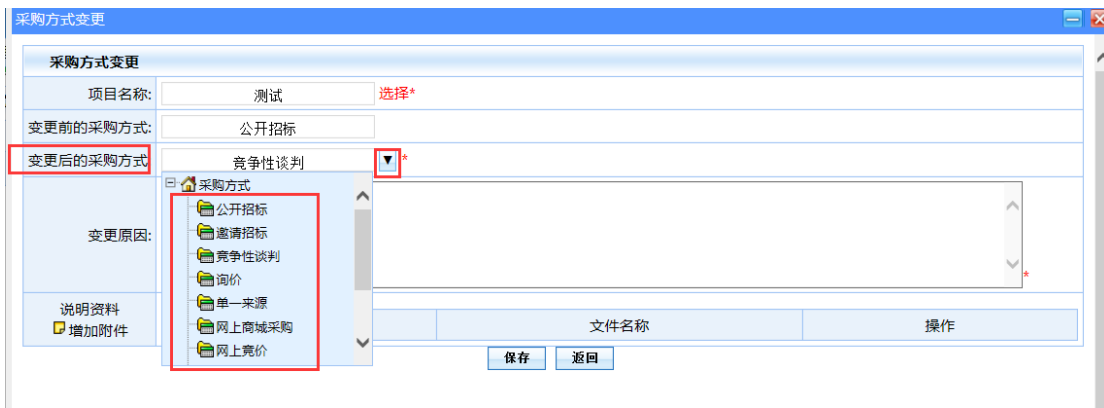 采购方式变更
采购方式变更
项目名称: 测试 选择*
变更前的采购方式: 公开招标
变更后的采购方式 竞争性谈判 ▼ *
采购方式
公开招标
邀请招标
竞争性谈判
询价
单一来源
网上商城采购
网上竞价
变更原因: *
说明资料
增加附件
文件名称 操作
保存 返回